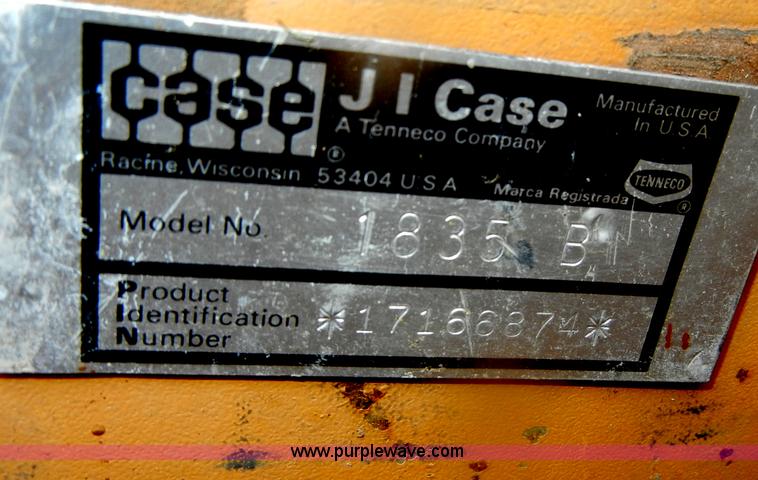 case
J I Case
A Tenneco Company
Manufactured
In U.S.A.
Racine, Wisconsin 53404 U S A
Marca Registrada
TENNECO
Model No. 1835 B
Product
Identification
Number
*17166874*
www.purplewave.com